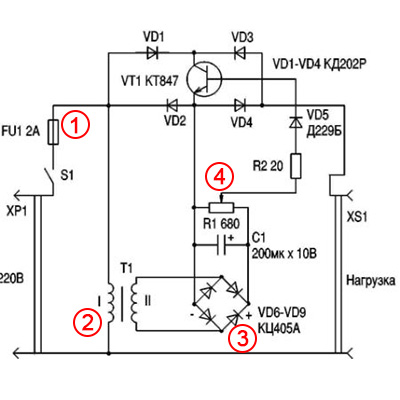 VD1
VD3
VT1 КТ847
VD1-VD4 КД202Р
VD2
VD4
VD5
Д229Б
FU1 2A
1
S1
4
R2 20
XP1
R1 680
XS1
C1
+
200мк x 10В
220В
T1
I
II
Нагрузка
2
-
+
VD6-VD9
КЦ405А
3